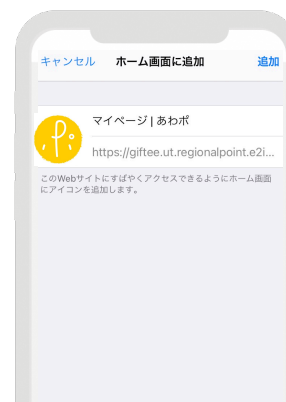 キャンセル ホーム画面に追加 追加
マイページ | あわポ
https://giftee.ut.regionalpoint.e2i...
このWebサイトにすばやくアクセスできるようにホーム画面
にアイコンを追加します。